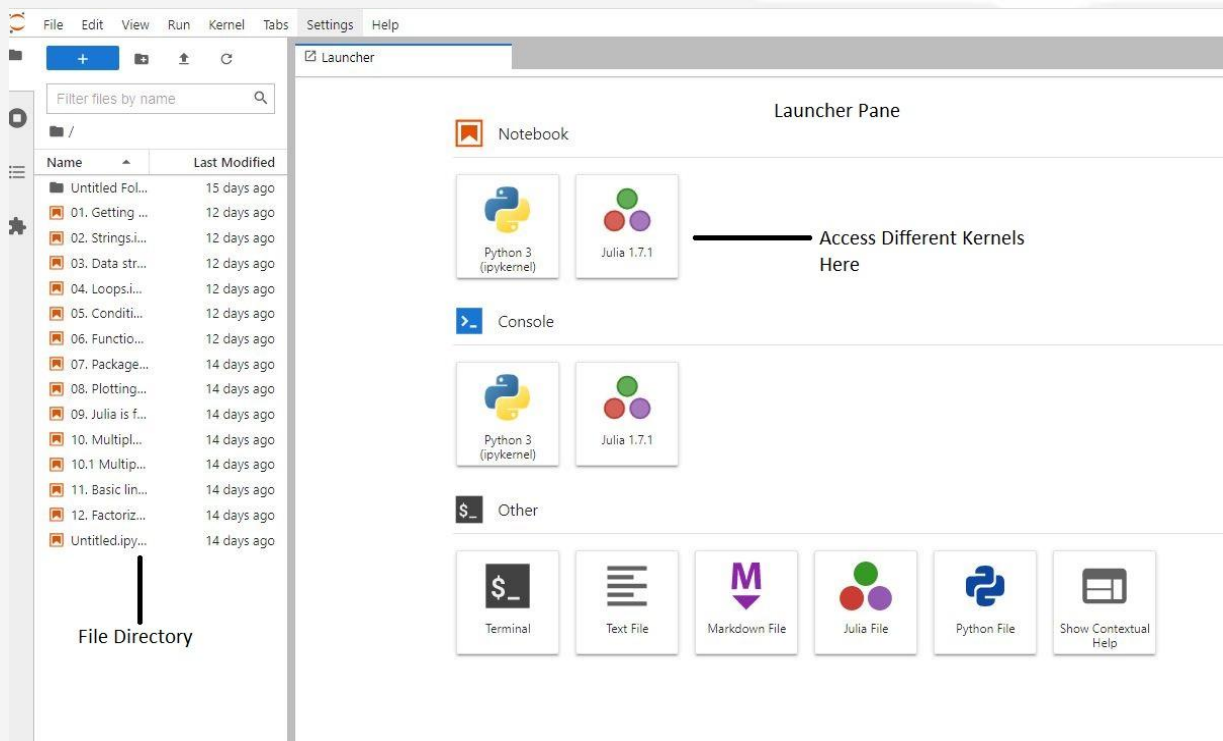 File Edit View Run Kernel Tabs Settings Help
+
Launcher
Filter files by name
/
Name Last Modified
Untitled Fol... 15 days ago
01. Getting ... 12 days ago
02. Strings.i... 12 days ago
03. Data str... 12 days ago
04. Loops.i... 12 days ago
05. Conditi... 12 days ago
06. Functio... 12 days ago
07. Package... 14 days ago
08. Plotting... 14 days ago
09. Julia is f... 14 days ago
10. Multipl... 14 days ago
10.1 Multip... 14 days ago
11. Basic lin... 14 days ago
12. Factoriz... 14 days ago
Untitled.ipy... 14 days ago
File Directory
Launcher Pane
Notebook
Python 3
(ipykernel)
Julia 1.7.1
Access Different Kernels
Here
>_ Console
Python 3
(ipykernel)
Julia 1.7.1
$_ Other
$_
Terminal
Text File
M
Markdown File
Julia File
Python File
Show Contextual
Help